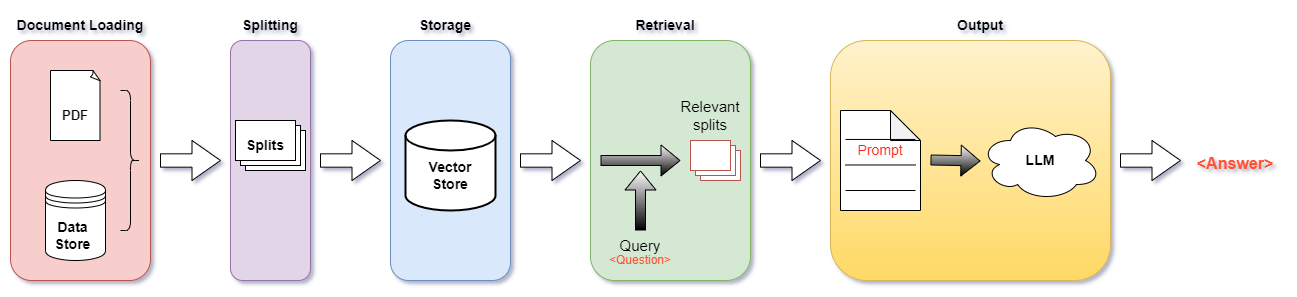 Document Loading
Splitting
Storage
Retrieval
Output
PDF
Data
Store
Splits
Vector
Store
Relevant
splits
Query
<Question>
Prompt
LLM
<Answer>